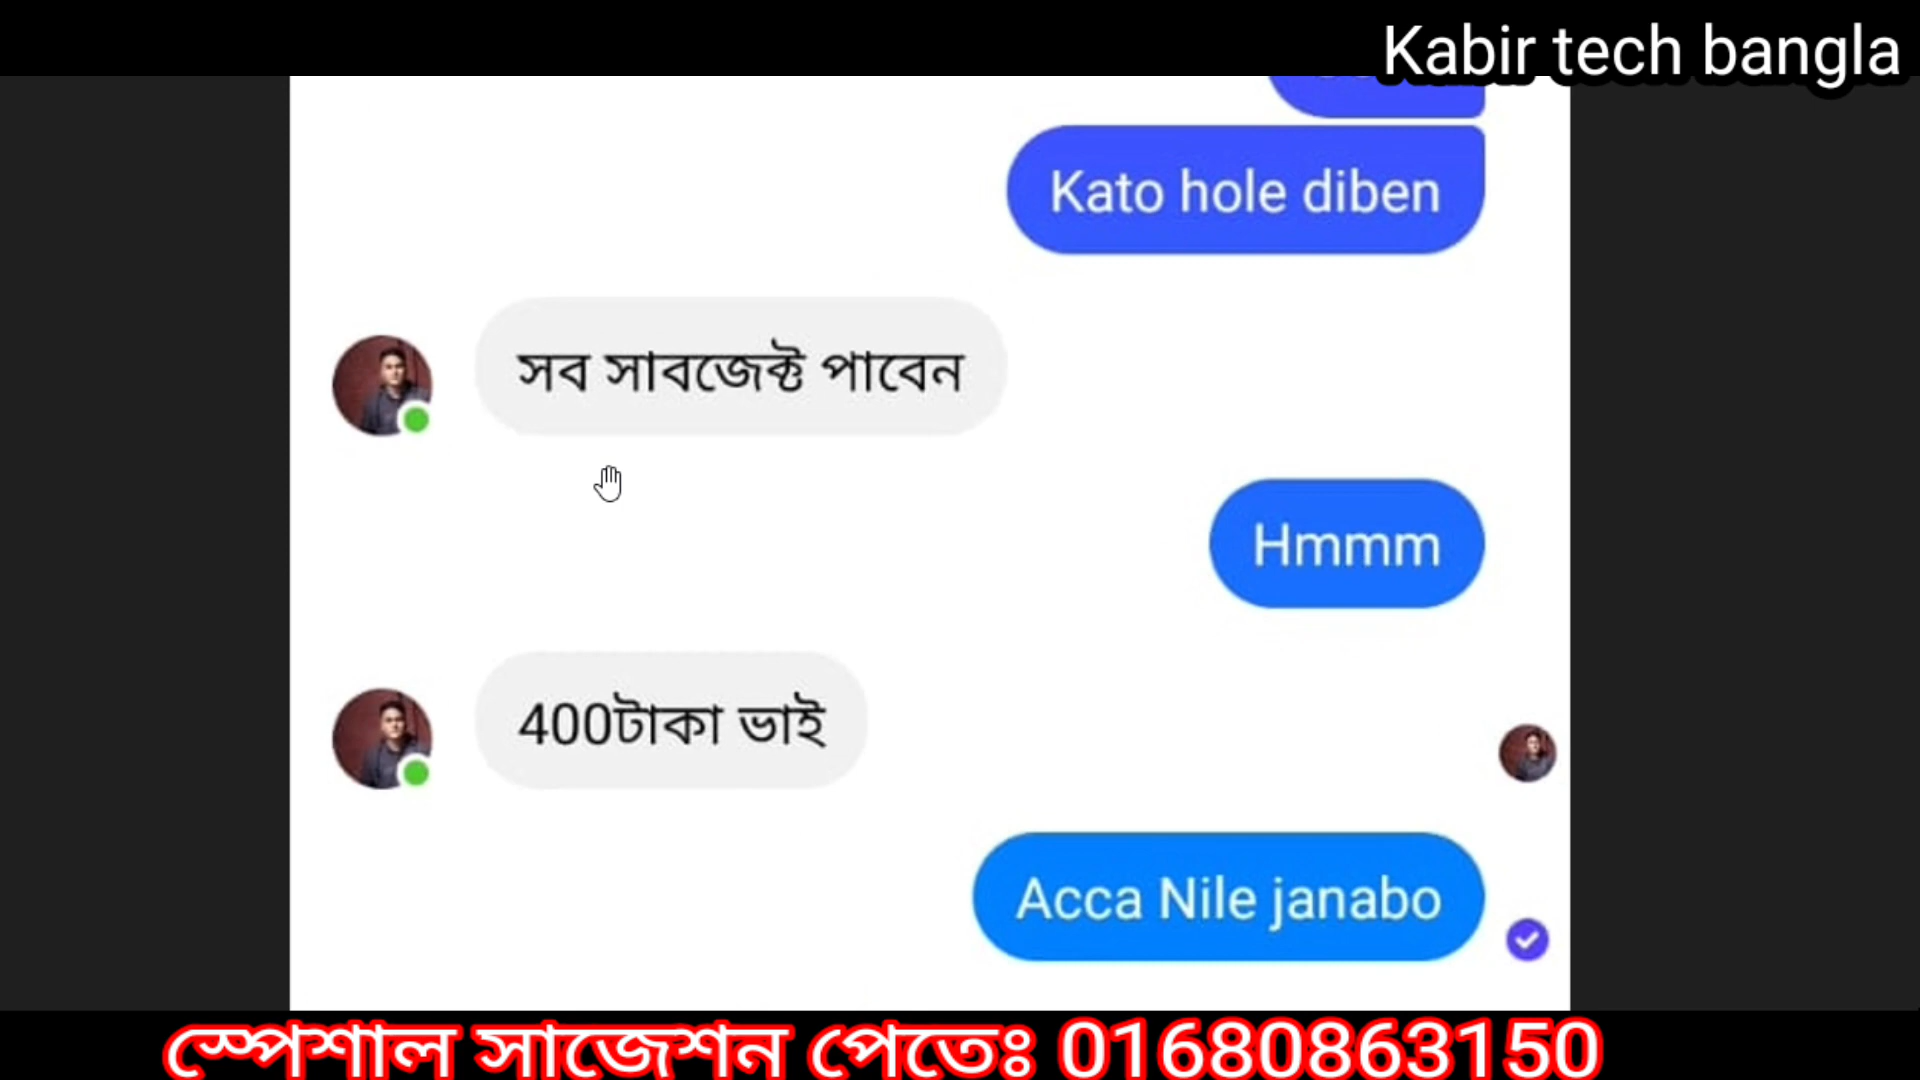 Kabir tech bangla
Kato hole diben
সব সাবজেক্ট পাবেন
Hmmm
400টাকা ভাই
Acca Nile janabo
স্পেশাল সাজেশন পেতেঃ 01680863150